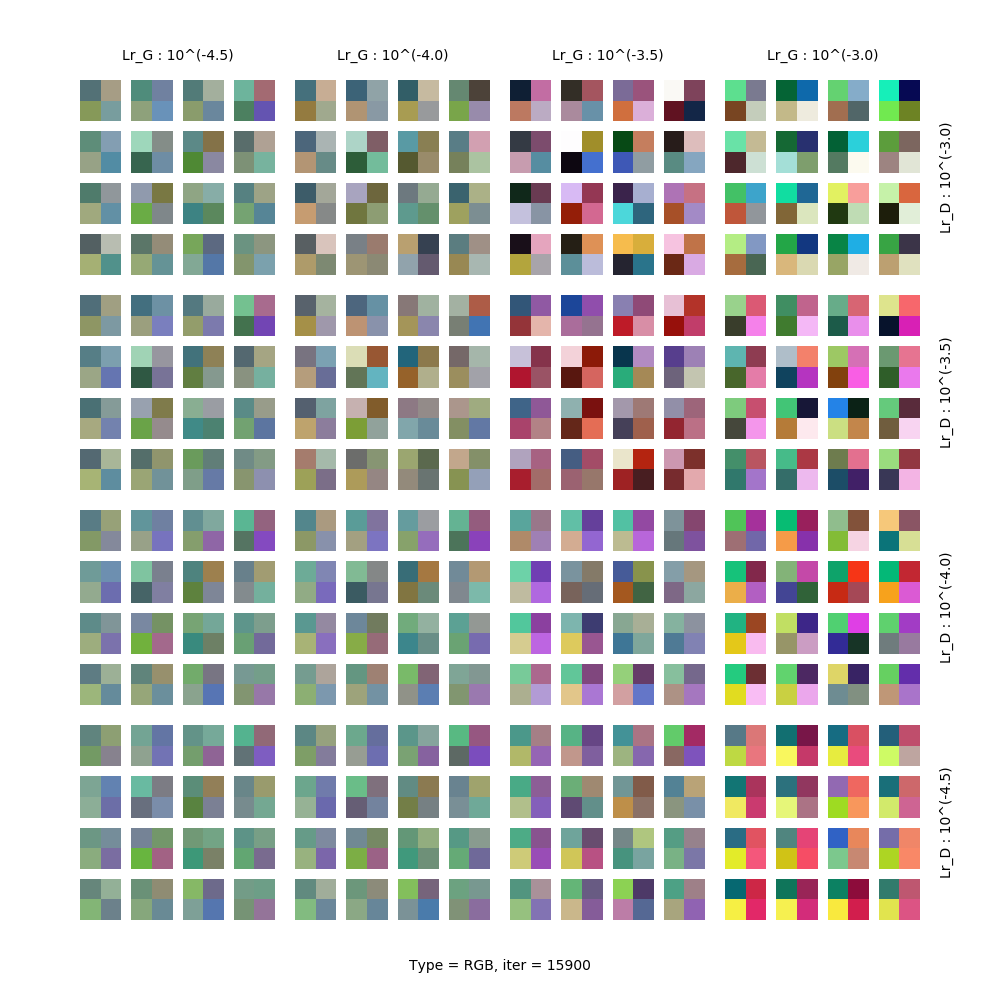 Lr_G : 10^(-4.5)
Lr_G : 10^(-4.0)
Lr_G : 10^(-3.5)
Lr_G : 10^(-3.0)
Lr_D : 10^(-3.0)
Lr_D : 10^(-3.5)
Lr_D : 10^(-4.0)
Lr_D : 10^(-4.5)
Type = RGB, iter = 15900